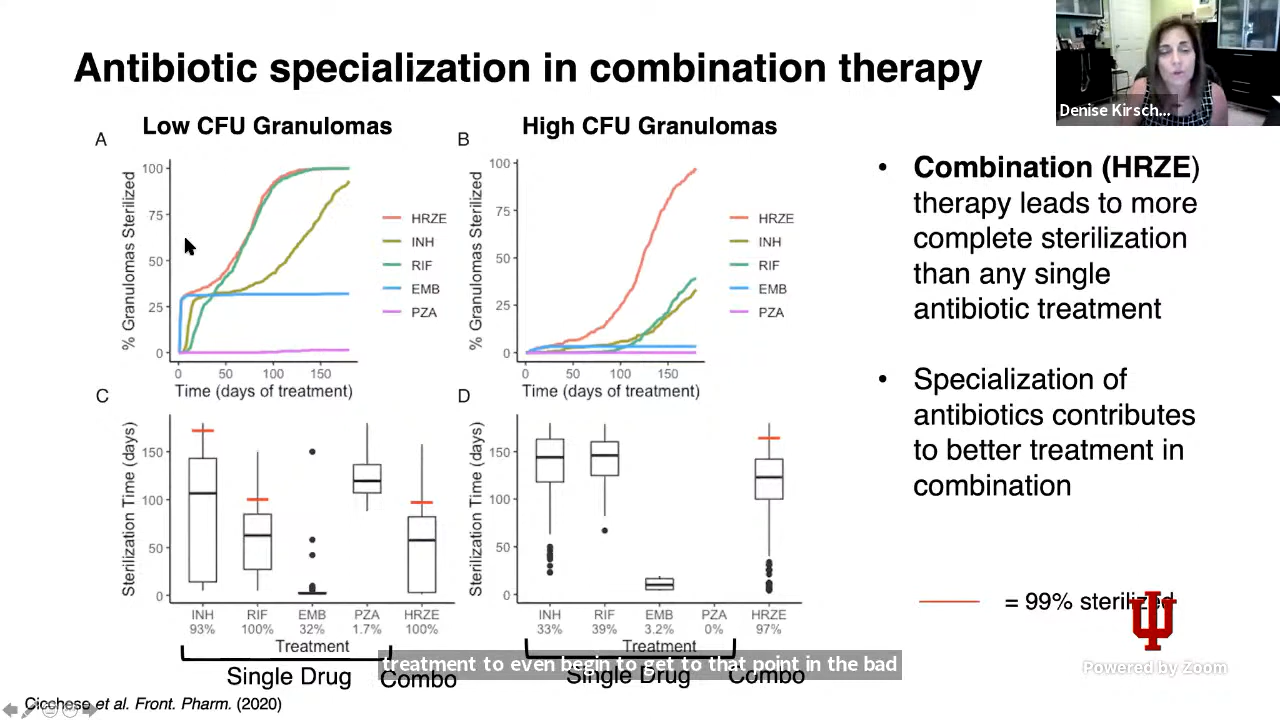 Antibiotic specialization in combination therapy
Denise Kirsch...
A
Low CFU Granulomas
% Granulomas Sterilized
100
75
50
25
0
0
50
100
150
Time (days of treatment)
HRZE
INH
RIF
EMB
PZA
B
High CFU Granulomas
% Granulomas Sterilized
100
75
50
25
0
0
50
100
150
Time (days of treatment)
HRZE
INH
RIF
EMB
PZA
C
Sterilization Time (days)
150
100
50
0
INH RIF EMB PZA HRZE
93% 100% 32% 1.7% 100%
Treatment
Single Drug
Combo
D
Sterilization Time (days)
150
100
50
0
INH RIF EMB PZA HRZE
33% 39% 3.2% 0% 97%
Treatment
Single Drug
Combo
• Combination (HRZE)
therapy leads to more
complete sterilization
than any single
antibiotic treatment
• Specialization of
antibiotics contributes
to better treatment in
combination
= 99% sterilized
treatment to even begin to get to that point in the bad
Powered by Zoom
Cicchese et al. Front. Pharm. (2020)